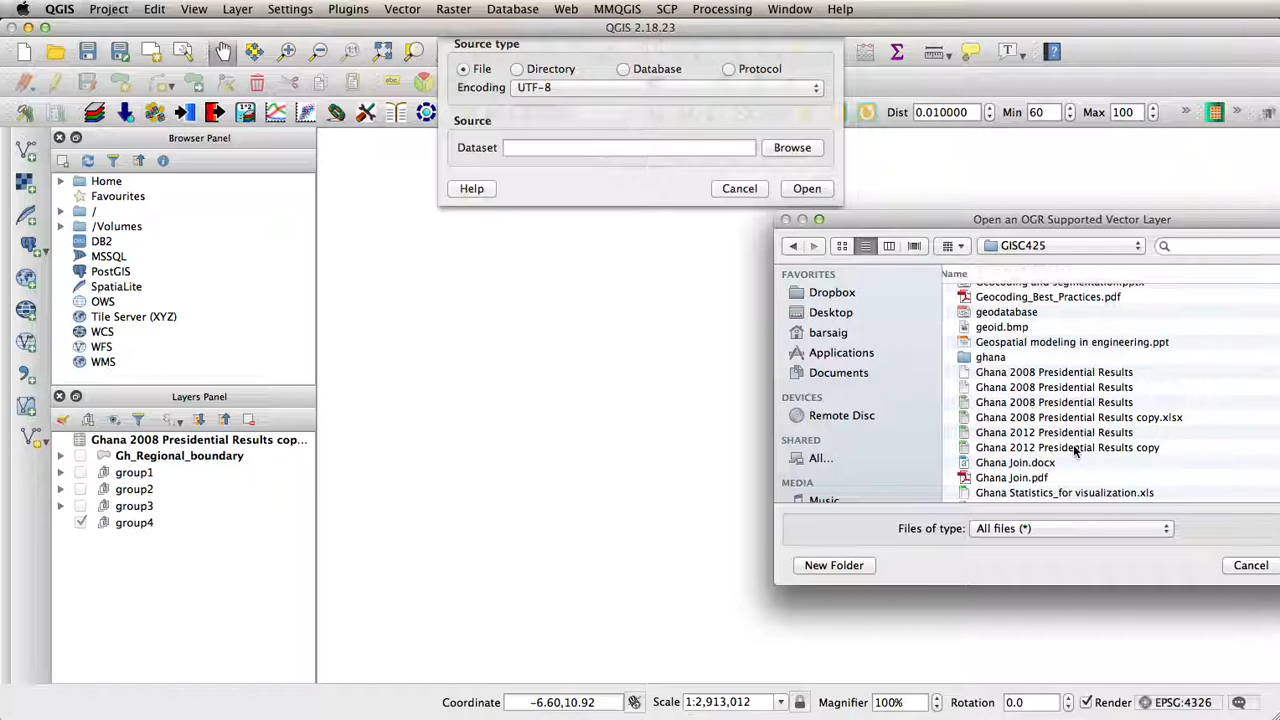 QGIS Project Edit View Layer Settings Plugins Vector Raster Database Web MMQGIS SCP Processing Window Help
QGIS 2.18.23
Source type
File Directory Database Protocol
Encoding UTF-8
Source
Dataset Browse
Help Cancel Open
Dist 0.010000 Min 60 Max 100
Browser Panel
Home
Favourites
/
/Volumes
DB2
MSSQL
PostGIS
SpatiaLite
OWS
Tile Server (XYZ)
WCS
WFS
WMS
Layers Panel
Ghana 2008 Presidential Results cop...
Gh_Regional_boundary
group1
group2
group3
group4
Open an OGR Supported Vector Layer
GISC425
FAVORITES
Dropbox
Desktop
barsaig
Applications
Documents
DEVICES
Remote Disc
SHARED
All...
MEDIA
Music
Name
Geocoding and segmentation.pptx
Geocoding_Best_Practices.pdf
geodatabase
geoid.bmp
Geospatial modeling in engineering.ppt
ghana
Ghana 2008 Presidential Results
Ghana 2008 Presidential Results
Ghana 2008 Presidential Results
Ghana 2008 Presidential Results copy.xlsx
Ghana 2012 Presidential Results
Ghana 2012 Presidential Results copy
Ghana Join.docx
Ghana Join.pdf
Ghana Statistics_for visualization.xls
Files of type: All files (*)
New Folder Cancel
Coordinate -6.60,10.92 Scale 1:2,913,012 Magnifier 100% Rotation 0.0 Render EPSG:4326